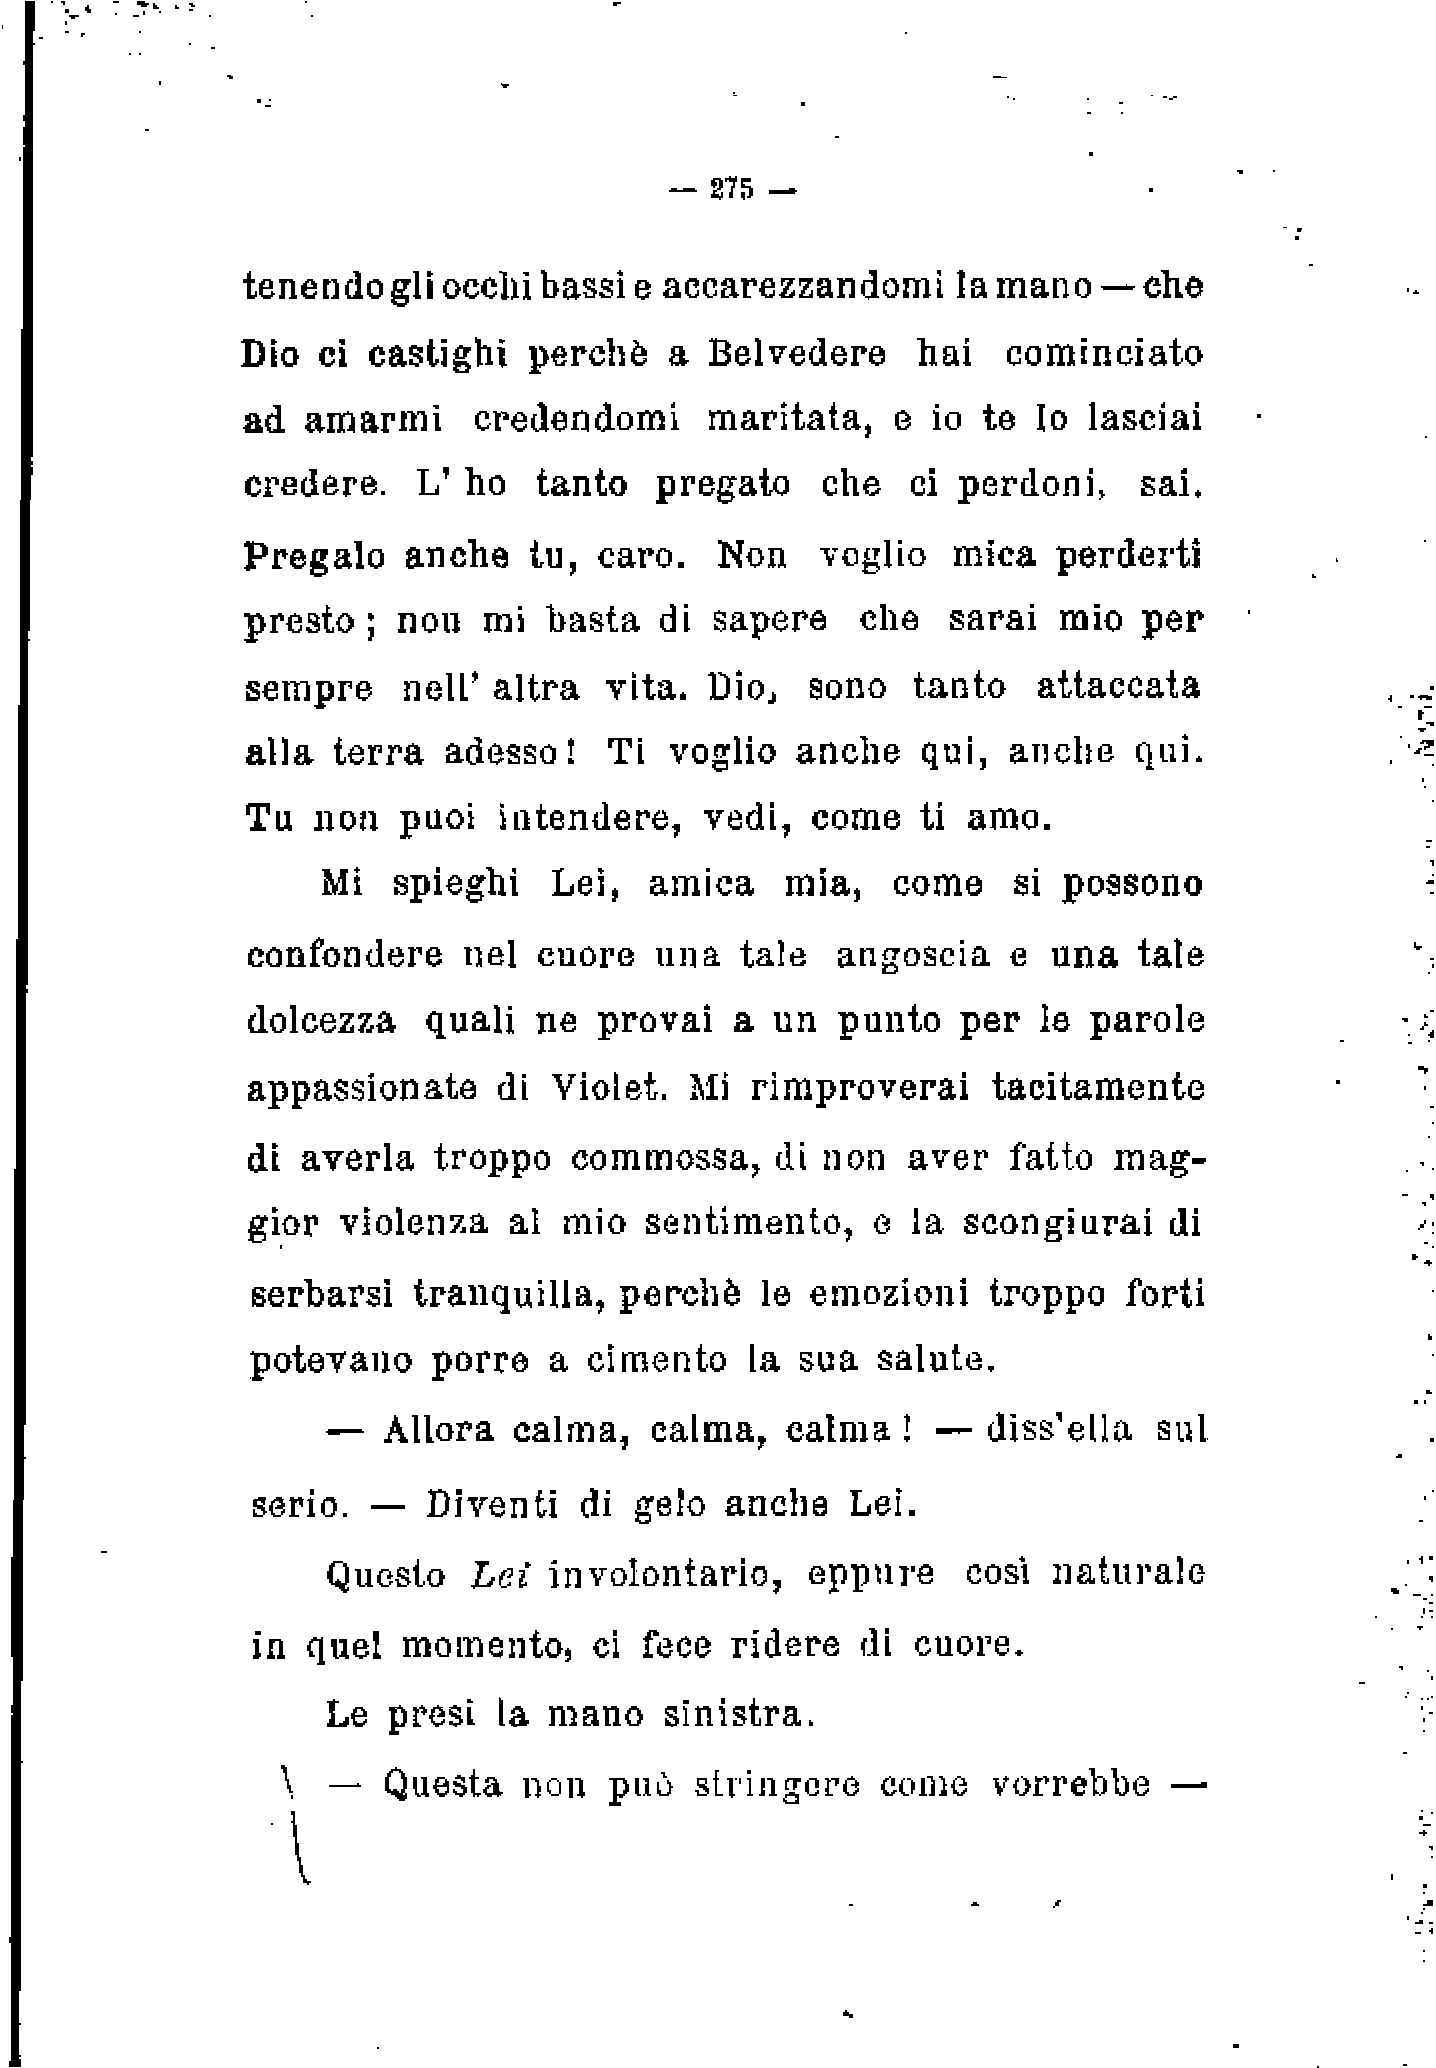 — 275 —
tenendo gli occhi bassi e accarezzandomi la mano — che
Dio ci castighi perchè a Belvedere hai cominciato
ad amarmi credendomi maritata, e io te lo lasciai
credere. L' ho tanto pregato che ci perdoni, sai.
Pregalo anche tu, caro. Non voglio mica perderti
presto ; non mi basta di sapere che sarai mio per
sempre nell' altra vita. Dio, sono tanto attaccata
alla terra adesso! Ti voglio anche qui, anche qui.
Tu non puoi intendere, vedi, come ti amo.
Mi spieghi Lei, amica mia, come si possono
confondere nel cuore una tale angoscia e una tale
dolcezza quali ne provai a un punto per le parole
appassionate di Violet. Mi rimproverai tacitamente
di averla troppo commossa, di non aver fatto mag-
gior violenza al mio sentimento, e la scongiurai di
serbarsi tranquilla, perchè le emozioni troppo forti
potevano porre a cimento la sua salute.
— Allora calma, calma, calma ! — diss'ella sul
serio. — Diventi di gelo anche Lei.
Questo Lei involontario, eppure così naturale
in quel momento, ci fece ridere di cuore.
Le presi la mano sinistra.
— Questa non può stringere come vorrebbe —